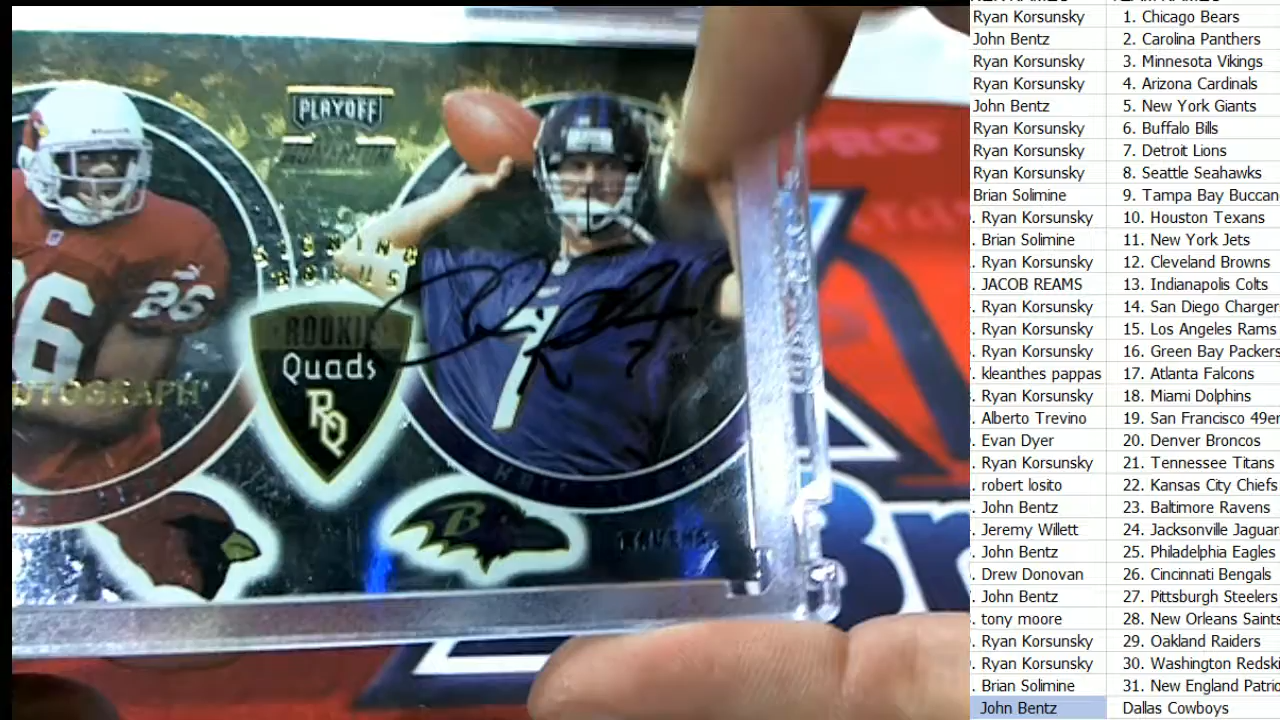 PLAYOFF
SIGNING
BONUS
ROOKIE
Quads
RQ
26
6
AUTOGRAPH
7
7
B
PRO
Br
Ryan Korsunsky 1. Chicago Bears
John Bentz 2. Carolina Panthers
Ryan Korsunsky 3. Minnesota Vikings
Ryan Korsunsky 4. Arizona Cardinals
John Bentz 5. New York Giants
Ryan Korsunsky 6. Buffalo Bills
Ryan Korsunsky 7. Detroit Lions
Ryan Korsunsky 8. Seattle Seahawks
Brian Solimine 9. Tampa Bay Buccan
. Ryan Korsunsky 10. Houston Texans
. Brian Solimine 11. New York Jets
. Ryan Korsunsky 12. Cleveland Browns
. JACOB REAMS 13. Indianapolis Colts
. Ryan Korsunsky 14. San Diego Charger
. Ryan Korsunsky 15. Los Angeles Rams
. Ryan Korsunsky 16. Green Bay Packers
. kleanthes pappas 17. Atlanta Falcons
. Ryan Korsunsky 18. Miami Dolphins
. Alberto Trevino 19. San Francisco 49er
. Evan Dyer 20. Denver Broncos
. Ryan Korsunsky 21. Tennessee Titans
. robert losito 22. Kansas City Chiefs
. John Bentz 23. Baltimore Ravens
. Jeremy Willett 24. Jacksonville Jaguar
. John Bentz 25. Philadelphia Eagles
. Drew Donovan 26. Cincinnati Bengals
. John Bentz 27. Pittsburgh Steelers
. tony moore 28. New Orleans Saints
. Ryan Korsunsky 29. Oakland Raiders
. Ryan Korsunsky 30. Washington Redski
. Brian Solimine 31. New England Patrio
John Bentz Dallas Cowboys